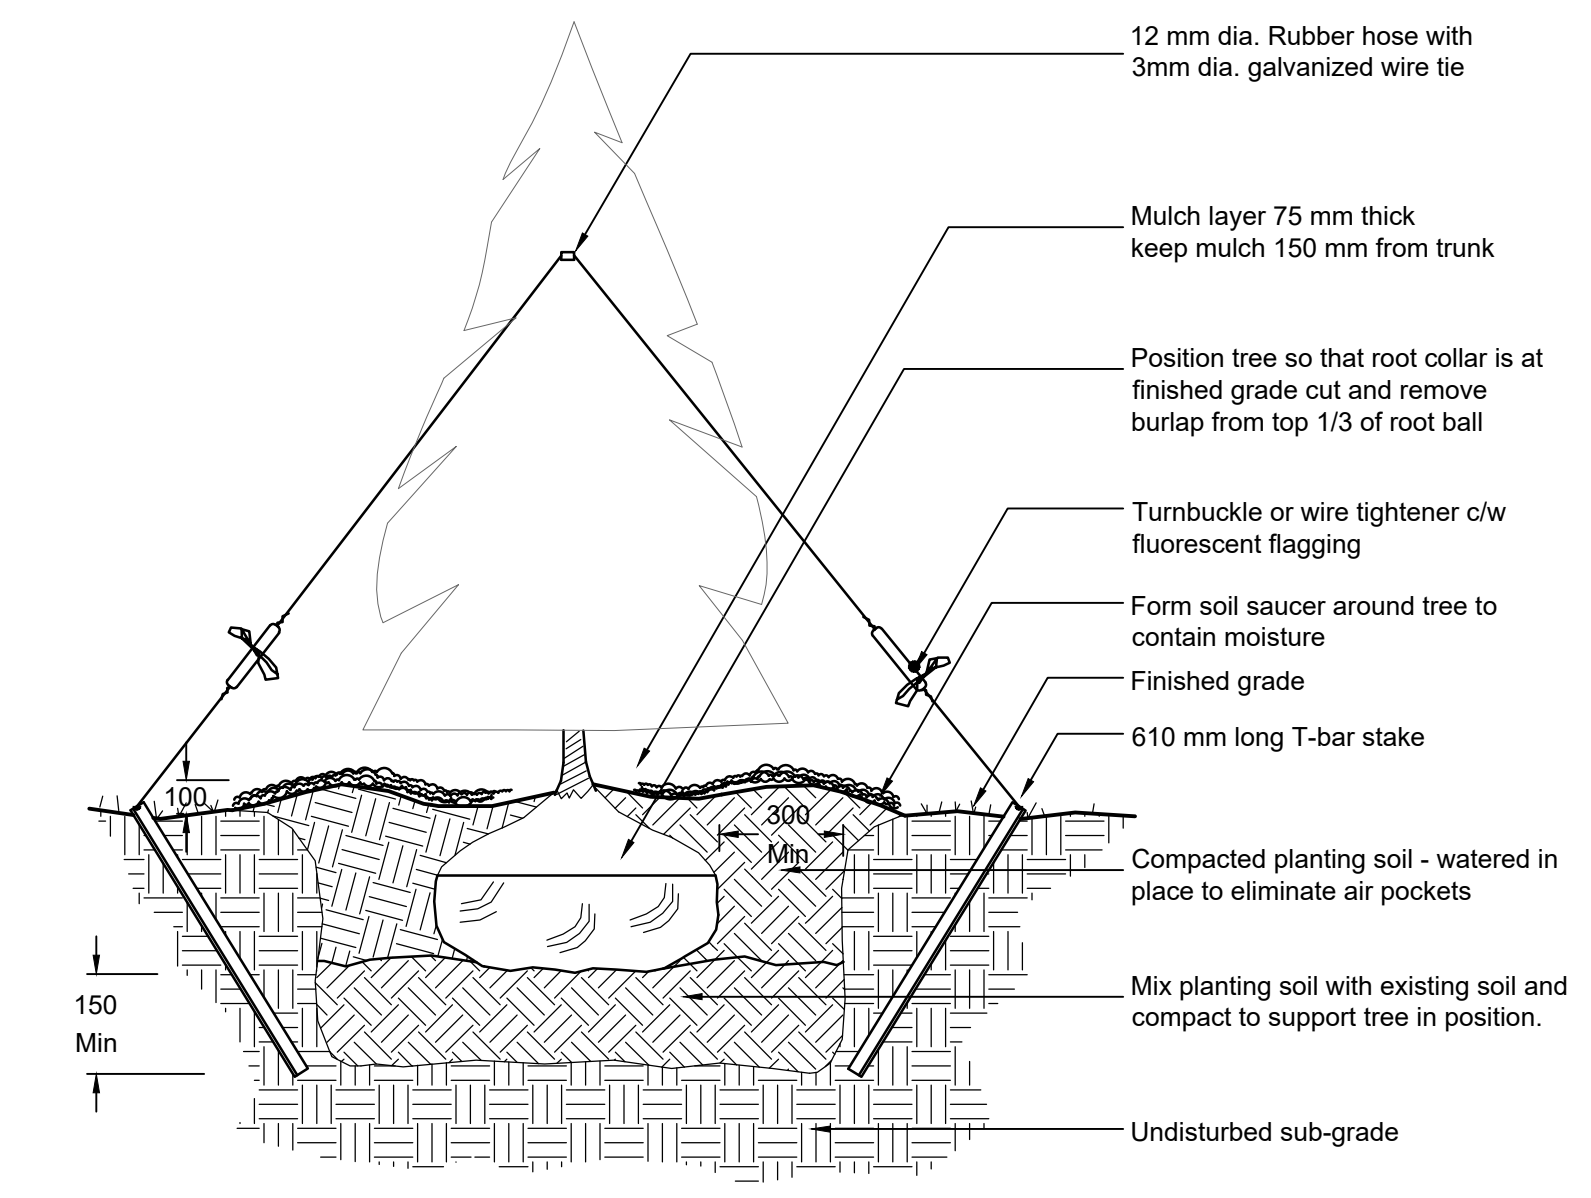 12 mm dia. Rubber hose with
3mm dia. galvanized wire tie
Mulch layer 75 mm thick
keep mulch 150 mm from trunk
Position tree so that root collar is at
finished grade cut and remove
burlap from top 1/3 of root ball
Turnbuckle or wire tightener c/w
fluorescent flagging
Form soil saucer around tree to
contain moisture
Finished grade
610 mm long T-bar stake
100
300
Min
Compacted planting soil - watered in
place to eliminate air pockets
150
Min
Mix planting soil with existing soil and
compact to support tree in position.
Undisturbed sub-grade